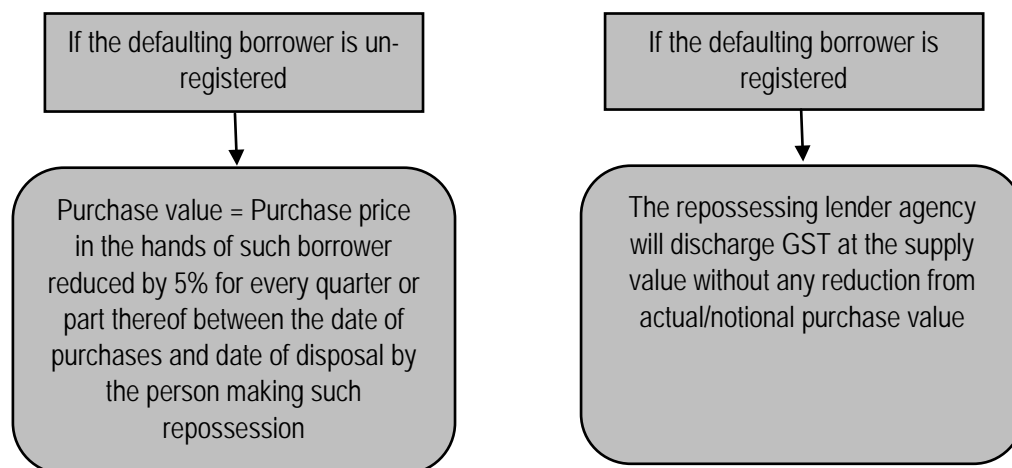 If the defaulting borrower is un-
registered
If the defaulting borrower is
registered
Purchase value = Purchase price
in the hands of such borrower
reduced by 5% for every quarter or
part thereof between the date of
purchases and date of disposal by
the person making such
repossession
The repossessing lender agency
will discharge GST at the supply
value without any reduction from
actual/notional purchase value